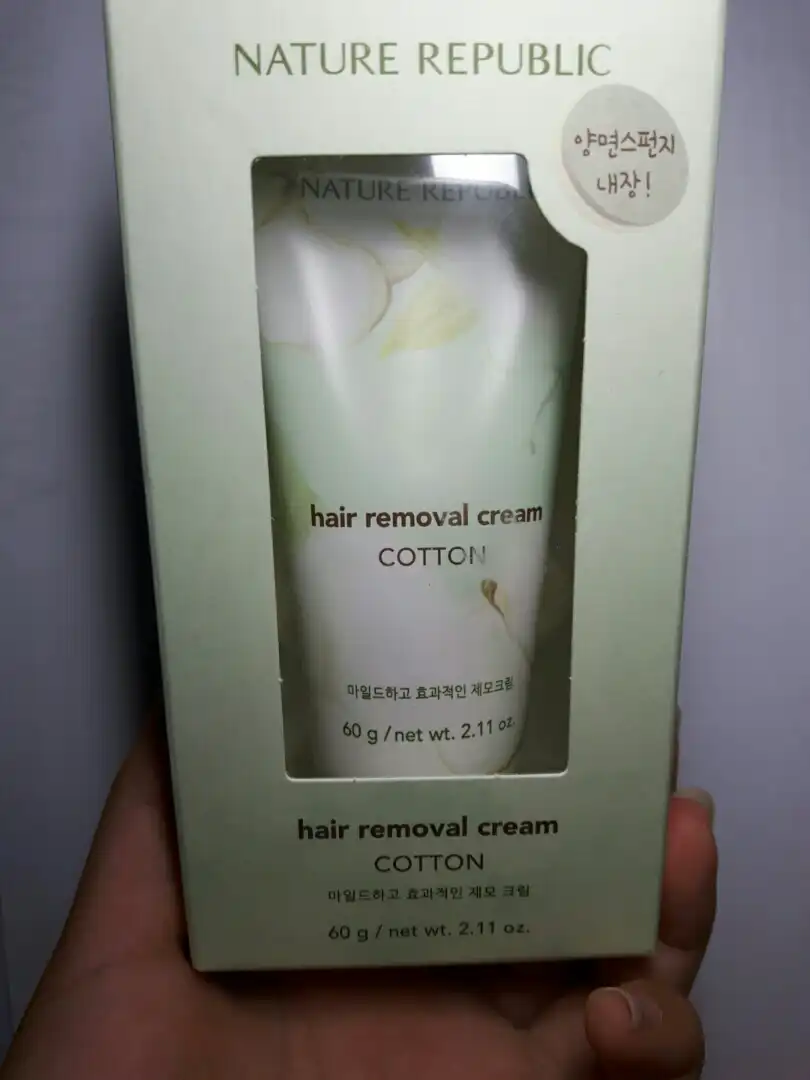 NATURE REPUBLIC
양면스펀지
내장!
NATURE REPUBLIC
hair removal cream
COTTON
마일드하고 효과적인 제모크림
60 g / net wt. 2.11 oz.
hair removal cream
COTTON
마일드하고 효과적인 제모 크림
60 g / net wt. 2.11 oz.